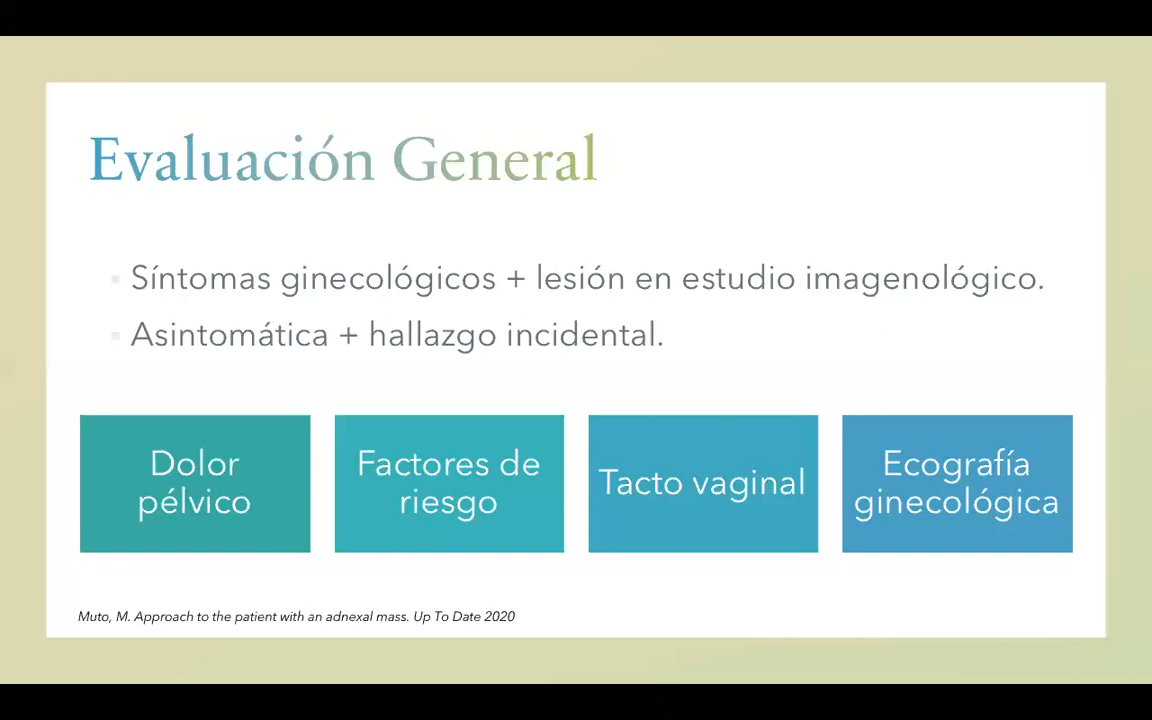 Evaluación General
Síntomas ginecológicos + lesión en estudio imagenológico.
Asintomática + hallazgo incidental.
Dolor
pélvico
Factores de
riesgo
Tacto vaginal
Ecografía
ginecológica
Muto, M. Approach to the patient with an adnexal mass. Up To Date 2020